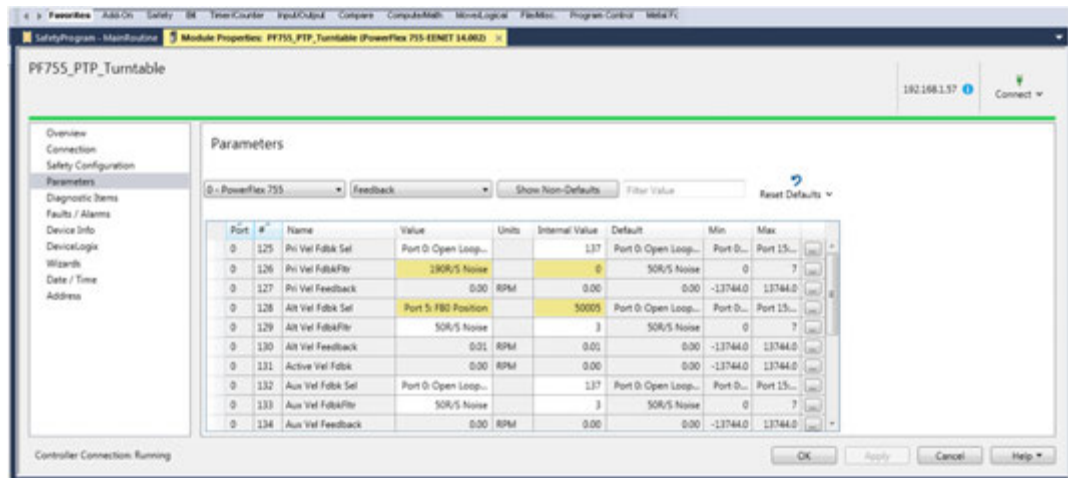 Favorites Add-On Safety Bit Timer/Counter Input/Output Compare Compute/Math Move/Logical File/Misc. Program Control
SafetyProgram - MainRoutine Module Properties: PF755_PTP_Turntable (PowerFlex 755-EENET 14.002)
PF755_PTP_Turntable
192.168.1.57 Connect
Overview
Connection
Safety Configuration
Parameters
Diagnostic Items
Faults / Alarms
Device Info
DeviceLogix
Wizards
Date / Time
Address
Parameters
0 - PowerFlex 755 Feedback Show Non-Defaults Filter Value Reset Defaults
Port # Name Value Units Internal Value Default Min Max
0 125 Pri Vel Fdbk Sel Port 0: Open Loop... 137 Port 0: Open Loop... Port 0... Port 15:... ...
0 126 Pri Vel FdbkFltr 190R/S Noise 0 50R/S Noise 0 7 ...
0 127 Pri Vel Feedback 0.00 RPM 0.00 0.00 -13744.0 13744.0 ...
0 128 Alt Vel Fdbk Sel Port 5: FB0 Position 50005 Port 0: Open Loop... Port 0... Port 15:... ...
0 129 Alt Vel FdbkFltr 50R/S Noise 3 50R/S Noise 0 7 ...
0 130 Alt Vel Feedback 0.01 RPM 0.01 0.00 -13744.0 13744.0 ...
0 131 Active Vel Fdbk 0.00 RPM 0.00 0.00 -13744.0 13744.0 ...
0 132 Aux Vel Fdbk Sel Port 0: Open Loop... 137 Port 0: Open Loop... Port 0... Port 15:... ...
0 133 Aux Vel FdbkFltr 50R/S Noise 3 50R/S Noise 0 7 ...
0 134 Aux Vel Feedback 0.00 RPM 0.00 0.00 -13744.0 13744.0 ...
Controller Connection: Running OK Apply Cancel Help